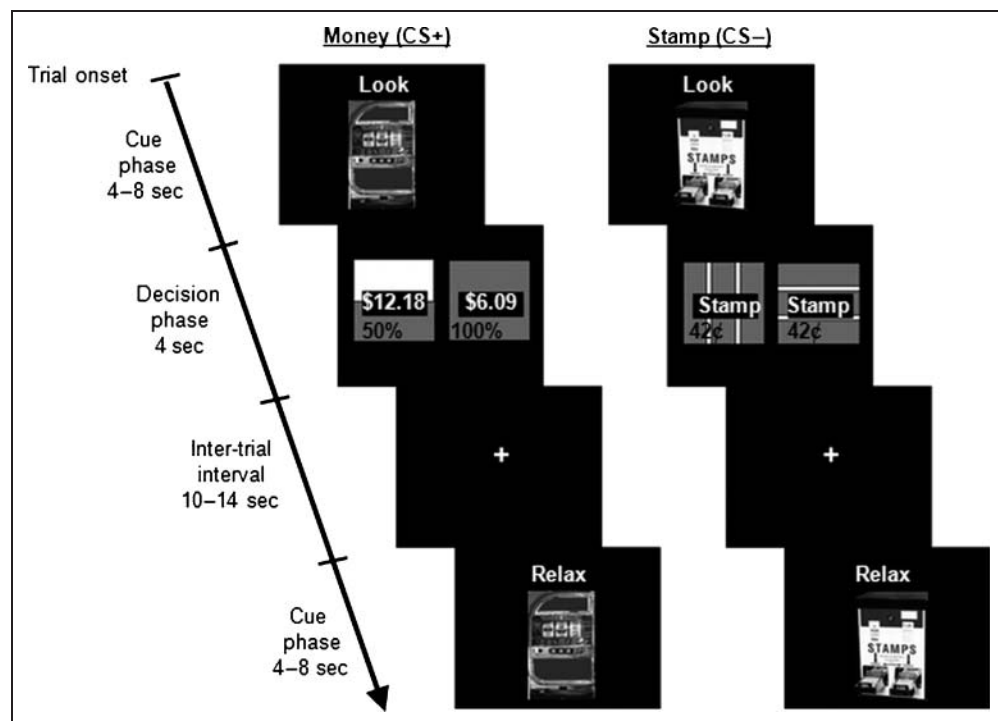 Money (CS+)
Stamp (CS–)
Trial onset
Look
Look
STAMPS
Cue
phase
4–8 sec
$12.18
$6.09
50%
100%
Stamp
Stamp
42¢
42¢
Decision
phase
4 sec
+
+
Inter-trial
interval
10–14 sec
Relax
Relax
STAMPS
Cue
phase
4–8 sec